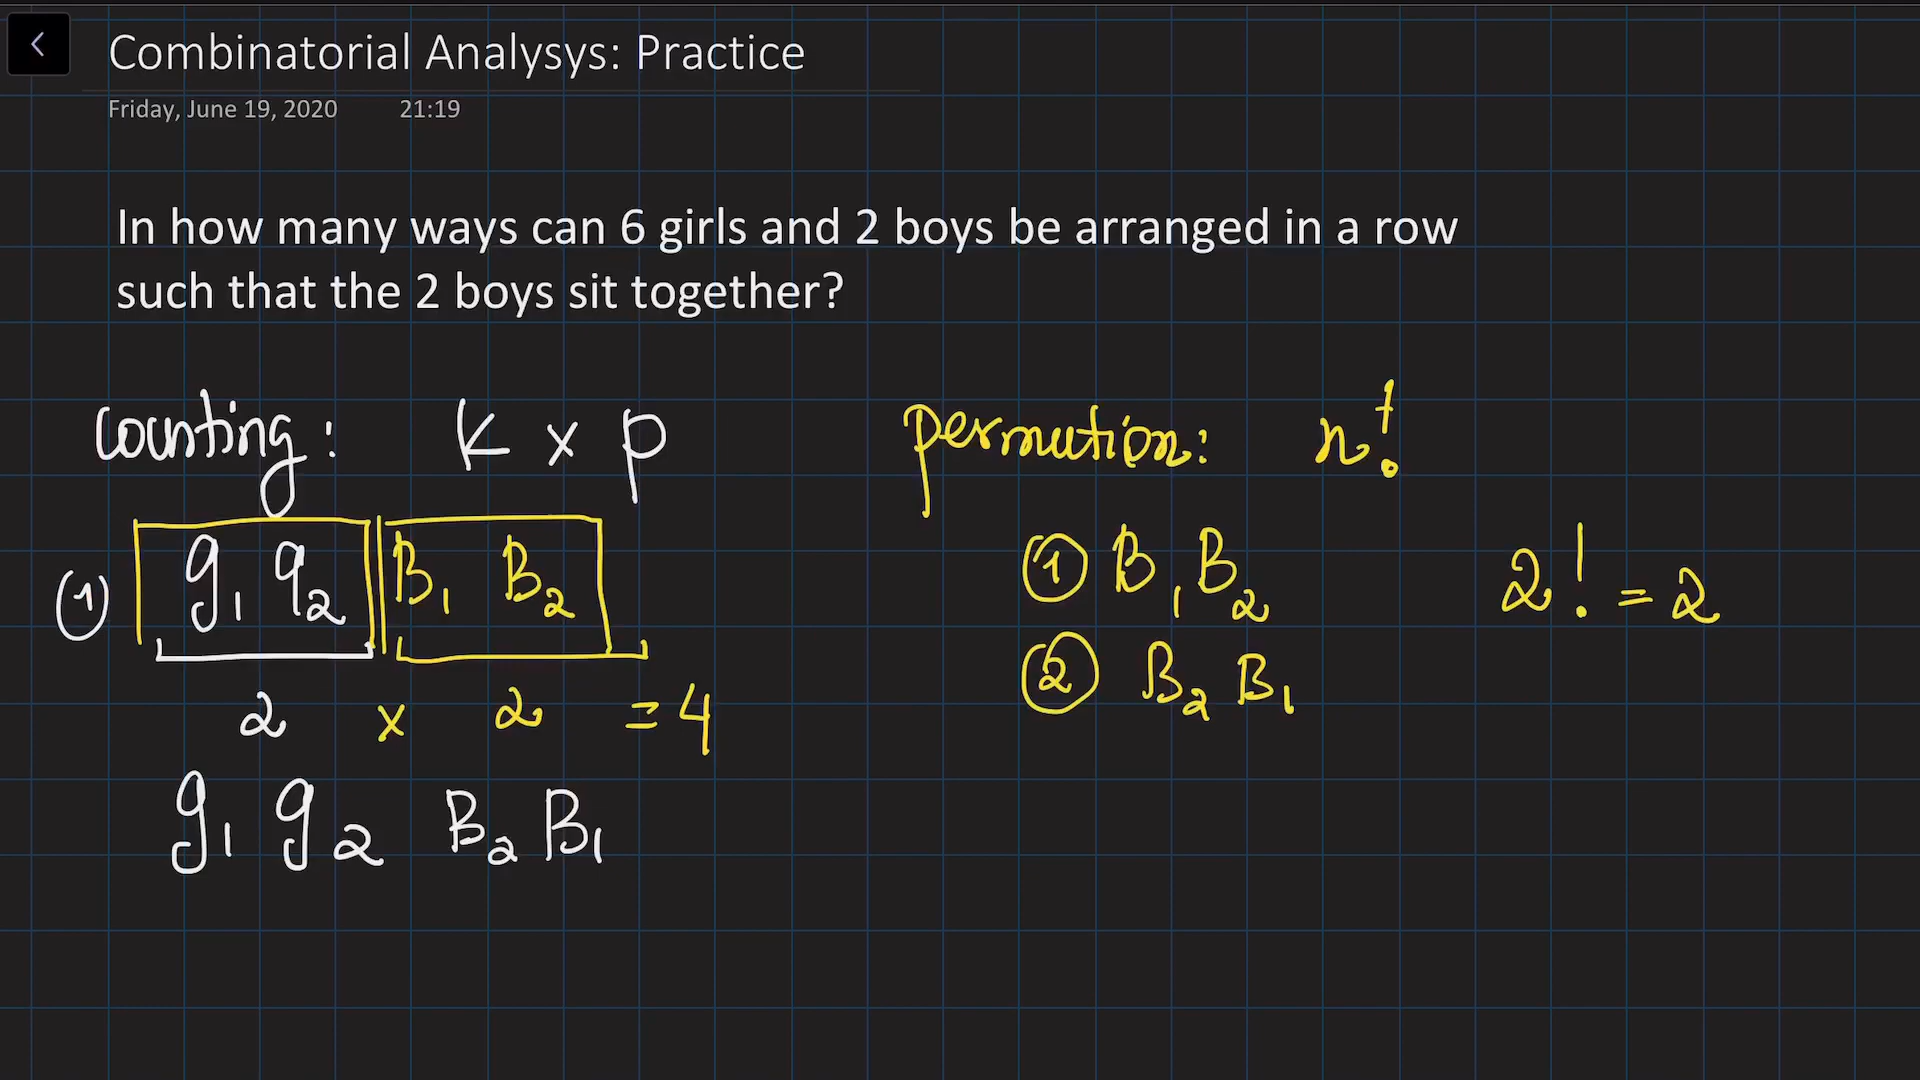 Combinatorial Analysys: Practice
Friday, June 19, 2020 21:19
In how many ways can 6 girls and 2 boys be arranged in a row
such that the 2 boys sit together?
counting: k x p
(1) g₁ g₂ B₁ B₂
2 x 2 = 4
g₁ g₂ B₂ B₁
permution: n!
① B₁ B₂ 2! = 2
② B₂ B₁